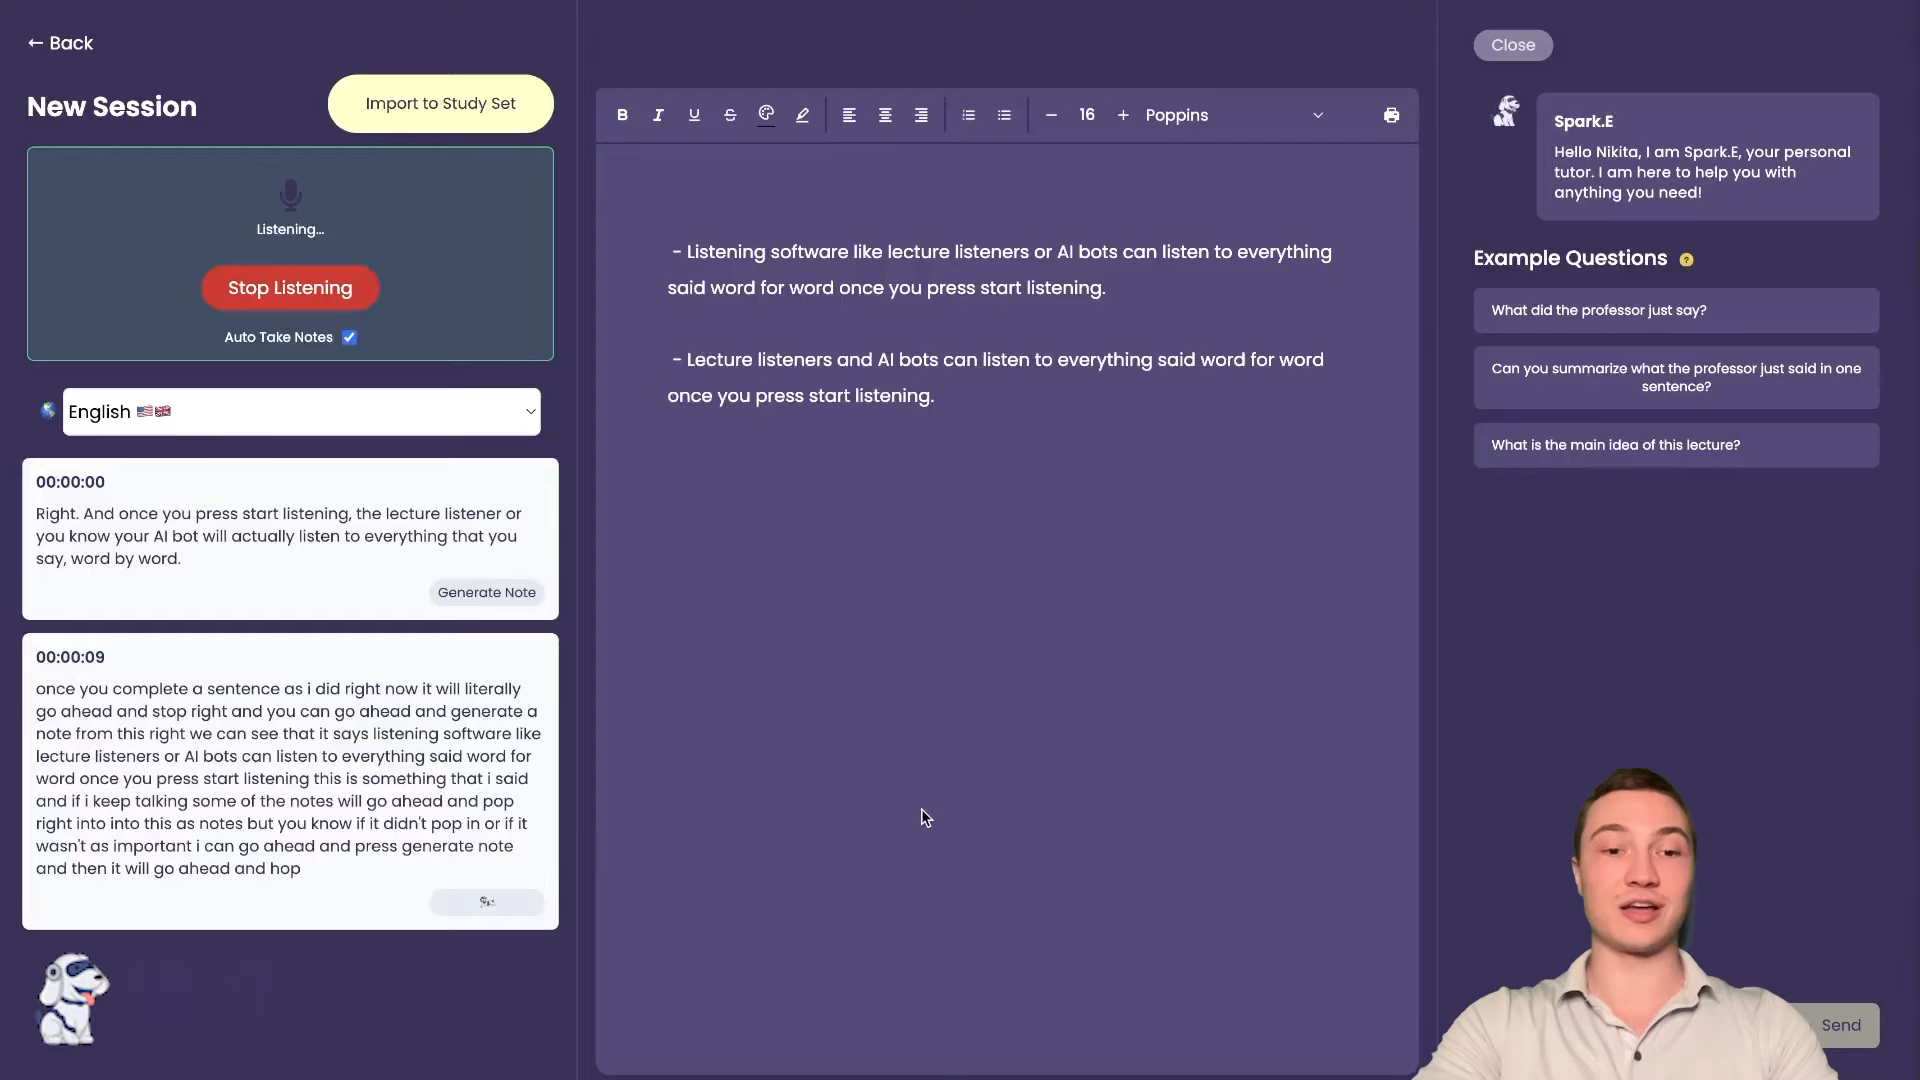 ← Back
New Session
Import to Study Set
Listening...
Stop Listening
Auto Take Notes
English
00:00:00
Right. And once you press start listening, the lecture listener or
you know your AI bot will actually listen to everything that you
say, word by word.
Generate Note
00:00:09
once you complete a sentence as i did right now it will literally
go ahead and stop right and you can go ahead and generate a
note from this right we can see that it says listening software like
lecture listeners or AI bots can listen to everything said word for
word once you press start listening this is something that i said
and if i keep talking some of the notes will go ahead and pop
right into into this as notes but you know if it didn't pop in or if it
wasn't as important i can go ahead and press generate note
and then it will go ahead and hop
B I U S 16 Poppins
- Listening software like lecture listeners or AI bots can listen to everything
said word for word once you press start listening.
- Lecture listeners and AI bots can listen to everything said word for word
once you press start listening.
Close
Spark.E
Hello Nikita, I am Spark.E, your personal
tutor. I am here to help you with
anything you need!
Example Questions ?
What did the professor just say?
Can you summarize what the professor just said in one
sentence?
What is the main idea of this lecture?
Send